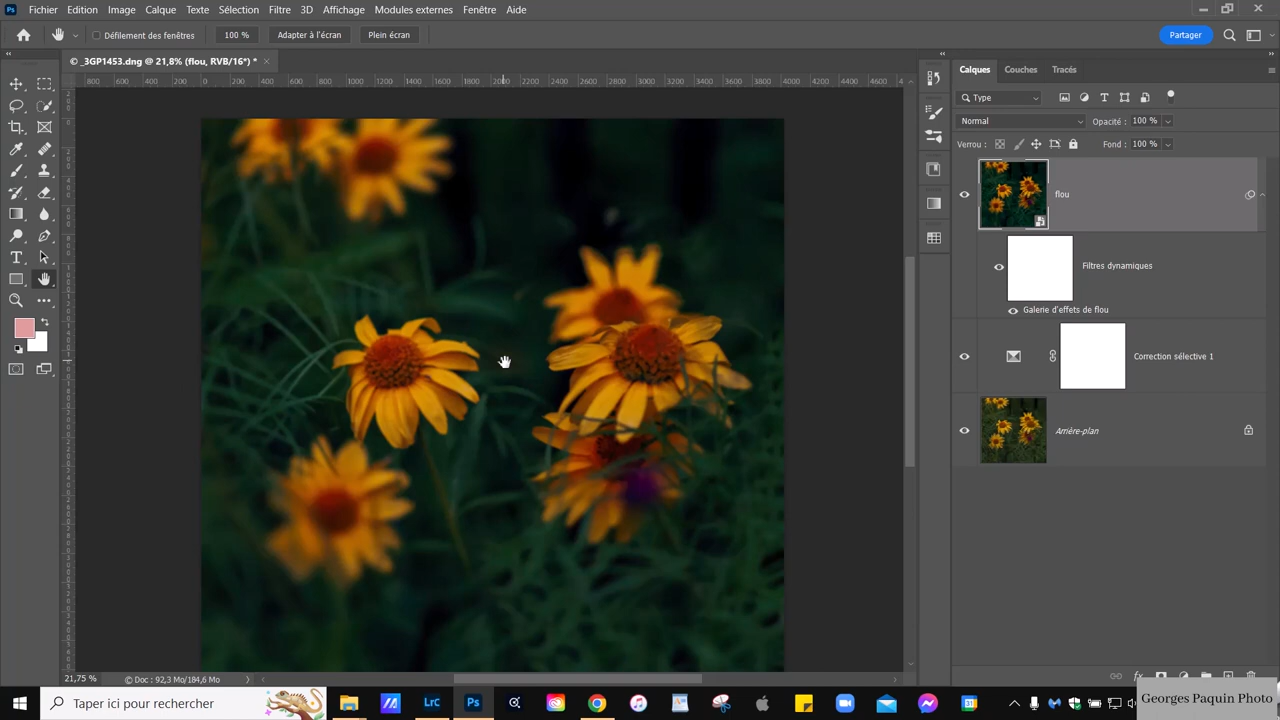 Fichier Edition Image Calque Texte Sélection Filtre 3D Affichage Modules externes Fenêtre Aide
Défilement des fenêtres 100 % Adapter à l'écran Plein écran Partager
© _3GP1453.dng @ 21,8% (flou, RVB/16*) *
Calques Couches Tracés
Type
Normal Opacité : 100 %
Verrou : Fond : 100 %
flou
Filtres dynamiques
Galerie d'effets de flou
Correction sélective 1
Arrière-plan
21,75 % Doc : 92,3 Mo/184,6 Mo
Taper ici pour rechercher
LrC
Ps
Georges Paquin Photo